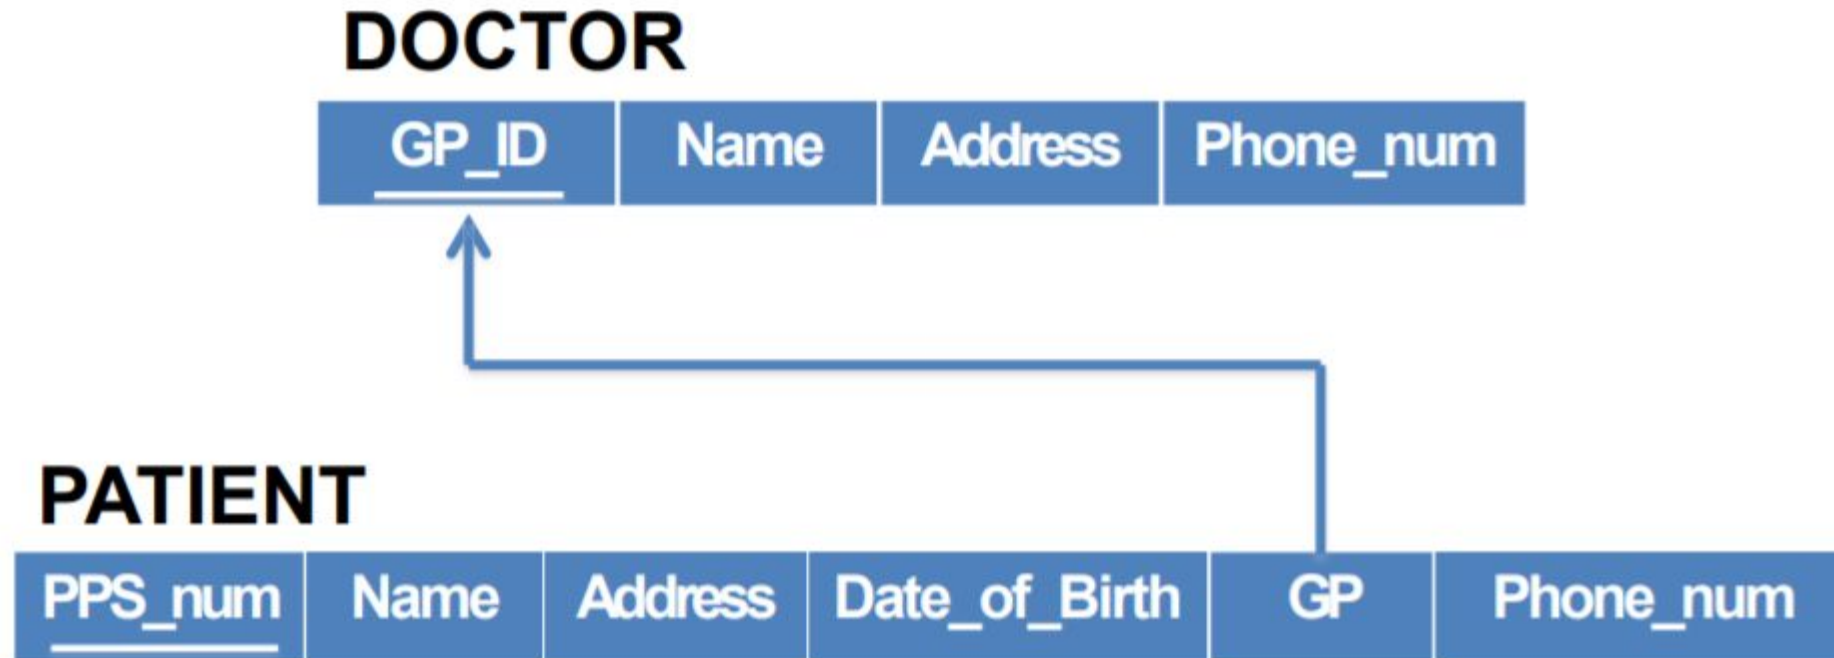 DOCTOR
GP_ID Name Address Phone_num
PATIENT
PPS_num Name Address Date_of_Birth GP Phone_num